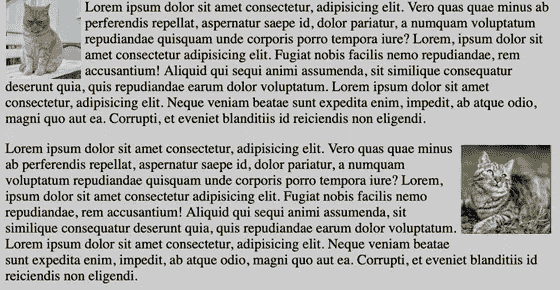 Lorem ipsum dolor sit amet consectetur, adipisicing elit. Vero quas quae minus ab
perferendis repellat, aspernatur saepe id, dolor pariatur, a numquam voluptatum
repudiandae quisquam unde corporis porro tempora iure? Lorem, ipsum dolor sit
amet consectetur adipisicing elit. Fugiat nobis facilis nemo repudiandae, rem
accusantium! Aliquid qui sequi animi assumenda, sit similique consequatur
deserunt quia, quis repudiandae earum dolor voluptatum. Lorem ipsum dolor sit amet
consectetur, adipisicing elit. Neque veniam beatae sunt expedita enim, impedit, ab atque odio,
magni quo aut ea. Corrupti, et eveniet blanditiis id reiciendis non eligendi.
Lorem ipsum dolor sit amet consectetur, adipisicing elit. Vero quas quae minus
ab perferendis repellat, aspernatur saepe id, dolor pariatur, a numquam
voluptatum repudiandae quisquam unde corporis porro tempora iure? Lorem,
ipsum dolor sit amet consectetur adipisicing elit. Fugiat nobis facilis nemo
repudiandae, rem accusantium! Aliquid qui sequi animi assumenda, sit
similique consequatur deserunt quia, quis repudiandae earum dolor voluptatum.
Lorem ipsum dolor sit amet consectetur, adipisicing elit. Neque veniam beatae
sunt expedita enim, impedit, ab atque odio, magni quo aut ea. Corrupti, et eveniet blanditiis id
reiciendis non eligendi.